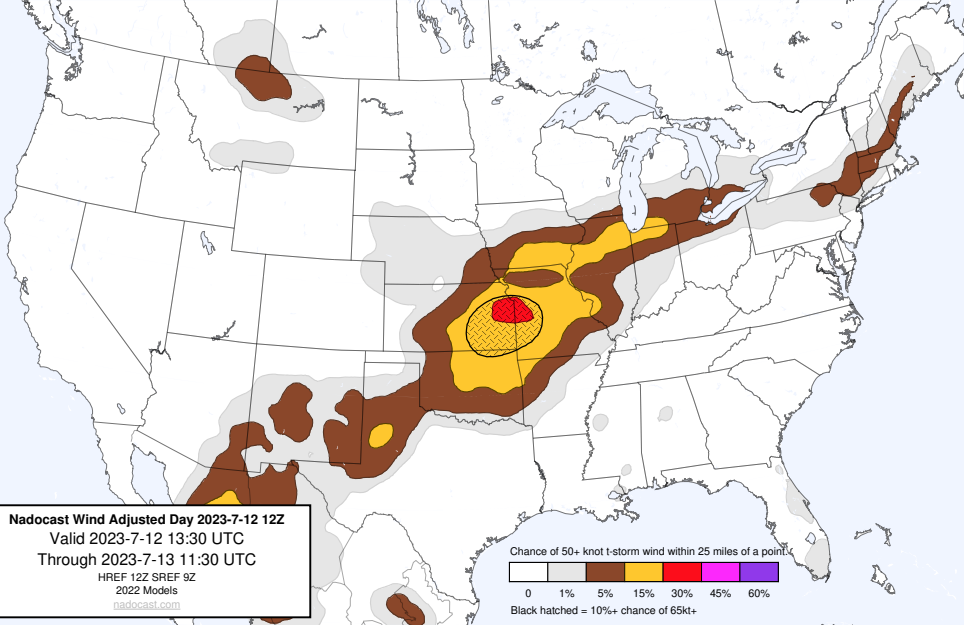 Nadocast Wind Adjusted Day 2023-7-12 12Z
Valid 2023-7-12 13:30 UTC
Through 2023-7-13 11:30 UTC
HREF 12Z SREF 9Z
2022 Models
nadocast.com
Chance of 50+ knot t-storm wind within 25 miles of a point.
0 1% 5% 15% 30% 45% 60%
Black hatched = 10%+ chance of 65kt+